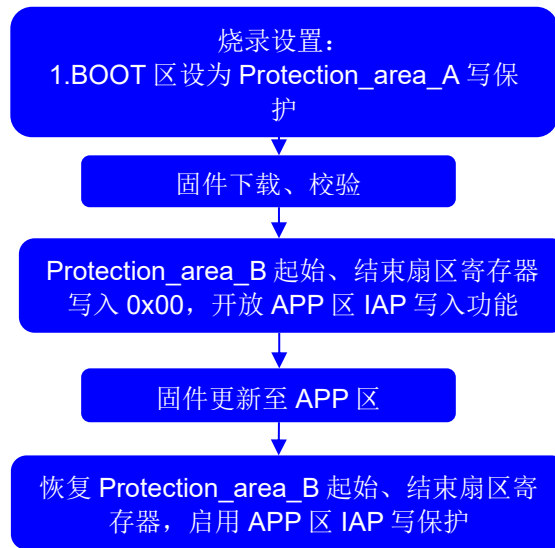 烧录设置：
1.BOOT 区设为 Protection_area_A 写保
护
固件下载、校验
Protection_area_B 起始、结束扇区寄存器
写入 0x00，开放 APP 区 IAP 写入功能
固件更新至 APP 区
恢复 Protection_area_B 起始、结束扇区寄
存器，启用 APP 区 IAP 写保护